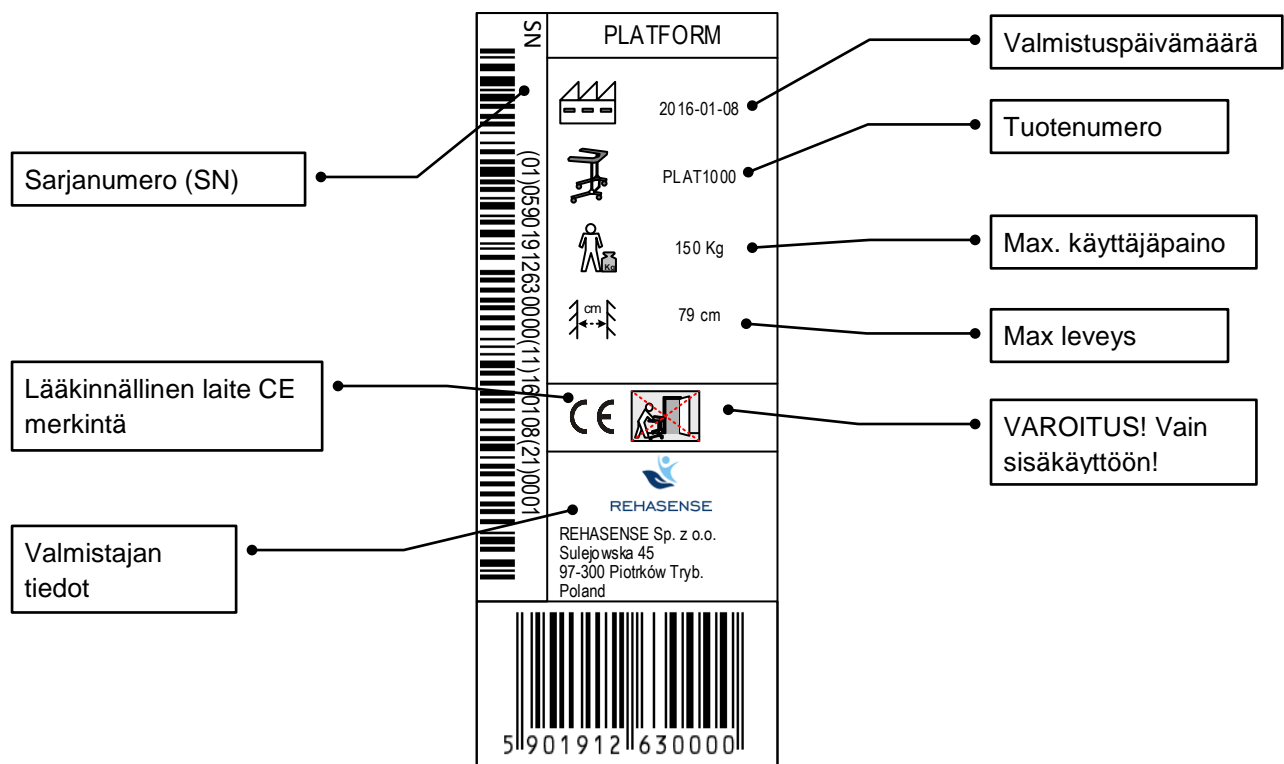 PLATFORM
SN
(01)05901912630000(11)160108(21)0001
2016-01-08
PLAT1000
Kg
150 Kg
cm
79 cm
CE
REHASENSE
REHASENSE Sp. z o.o.
Sulejowska 45
97-300 Piotrków Tryb.
Poland
5 901912 630000
Sarjanumero (SN)
Lääkinnällinen laite CE
merkintä
Valmistajan
tiedot
Valmistuspäivämäärä
Tuotenumero
Max. käyttäjäpaino
Max leveys
VAROITUS! Vain
sisäkäyttöön!